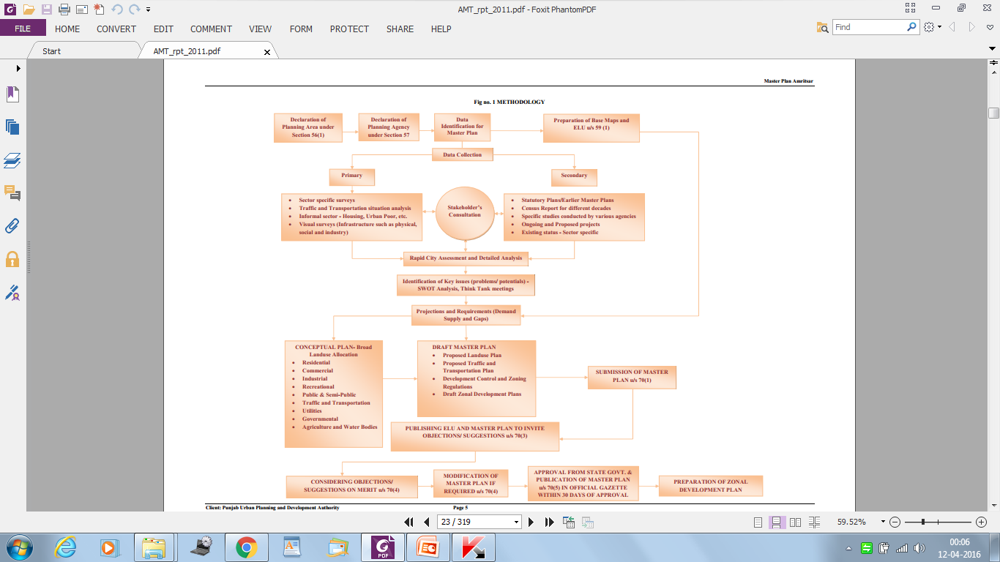 AMT_rpt_2011.pdf - Foxit PhantomPDF
FILE HOME CONVERT EDIT COMMENT VIEW FORM PROTECT SHARE HELP
Find
Start
AMT_rpt_2011.pdf
Master Plan Amritsar
Fig no. 1 METHODOLOGY
Declaration of
Planning Area under
Section 56(1)
Declaration of
Planning Agency
under Section 57
Data
Identification for
Master Plan
Preparation of Base Maps and
ELU u/s 59 (1)
Data Collection
Primary
Secondary
• Sector specific surveys
• Traffic and Transportation situation analysis
• Informal sector - Housing, Urban Poor, etc.
• Visual surveys (Infrastructure such as physical,
social and industry)
Stakeholder's
Consultation
• Statutory Plans/Earlier Master Plans
• Census Report for different decades
• Specific studies conducted by various agencies
• Ongoing and Proposed projects
• Existing status - Sector specific
Rapid City Assessment and Detailed Analysis
Identification of Key issues (problems/ potentials) -
SWOT Analysis, Think Tank meetings
Projections and Requirements (Demand
Supply and Gaps)
CONCEPTUAL PLAN- Broad
Landuse Allocation
• Residential
• Commercial
• Industrial
• Recreational
• Public & Semi-Public
• Traffic and Transportation
• Utilities
• Governmental
• Agriculture and Water Bodies
DRAFT MASTER PLAN
• Proposed Landuse Plan
• Proposed Traffic and
Transportation Plan
• Development Control and Zoning
Regulations
• Draft Zonal Development Plans
SUBMISSION OF MASTER
PLAN u/s 70(1)
PUBLISHING ELU AND MASTER PLAN TO INVITE
OBJECTIONS/ SUGGESTIONS u/s 70(3)
CONSIDERING OBJECTIONS/
SUGGESTIONS ON MERIT u/s 70(4)
MODIFICATION OF
MASTER PLAN IF
REQUIRED u/s 70(4)
APPROVAL FROM STATE GOVT. &
PUBLICATION OF MASTER PLAN
u/s 70(5) IN OFFICIAL GAZETTE
WITHIN 30 DAYS OF APPROVAL
PREPARATION OF ZONAL
DEVELOPMENT PLAN
Client: Punjab Urban Planning and Development Authority
Page 5
23 / 319
59.52%
PDF
00:06
12-04-2016